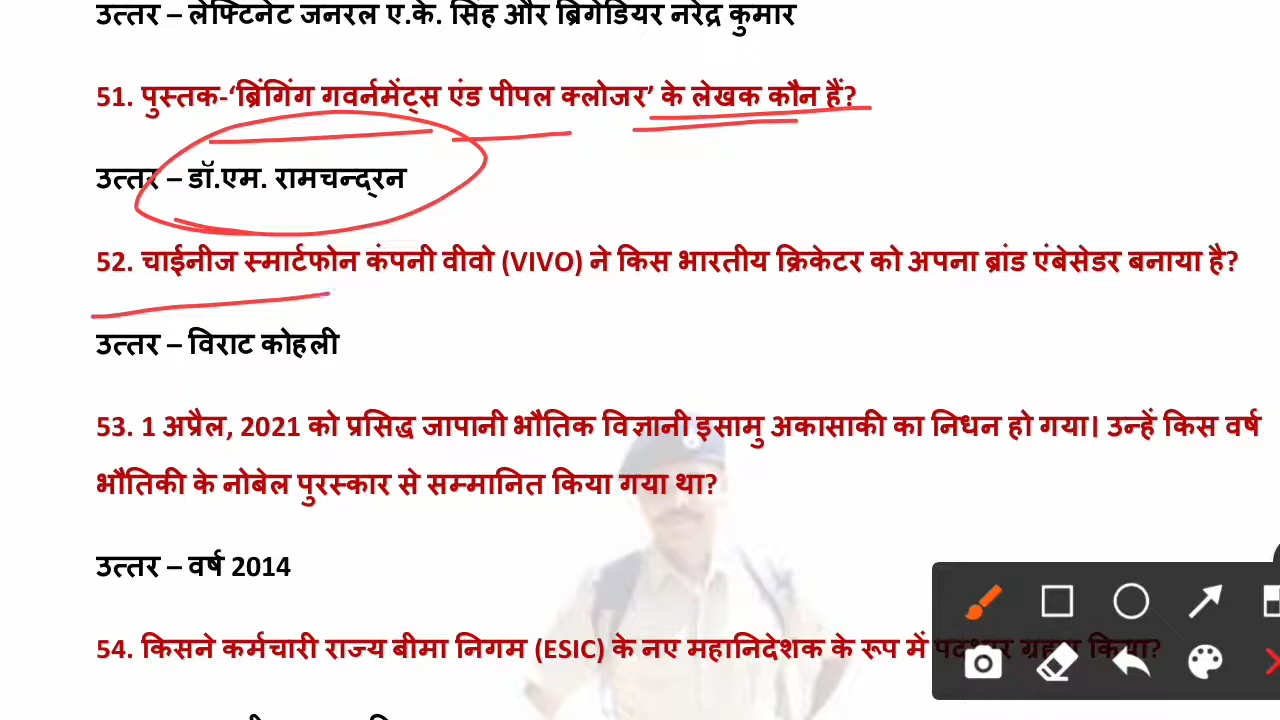 उत्तर – लेफ्टिनेंट जनरल ए.के. सिंह और ब्रिगेडियर नरेंद्र कुमार
51. पुस्तक-‘ब्रिंगिंग गवर्नमेंट्स एंड पीपल क्लोजर’ के लेखक कौन हैं?
उत्तर – डॉ.एम. रामचन्द्रन
52. चाईनीज स्मार्टफोन कंपनी वीवो (VIVO) ने किस भारतीय क्रिकेटर को अपना ब्रांड एंबेसेडर बनाया है?
उत्तर – विराट कोहली
53. 1 अप्रैल, 2021 को प्रसिद्ध जापानी भौतिक विज्ञानी इसामु अकासाकी का निधन हो गया। उन्हें किस वर्ष
भौतिकी के नोबेल पुरस्कार से सम्मानित किया गया था?
उत्तर – वर्ष 2014
54. किसने कर्मचारी राज्य बीमा निगम (ESIC) के नए महानिदेशक के रूप में पदभार ग्रहण किया?